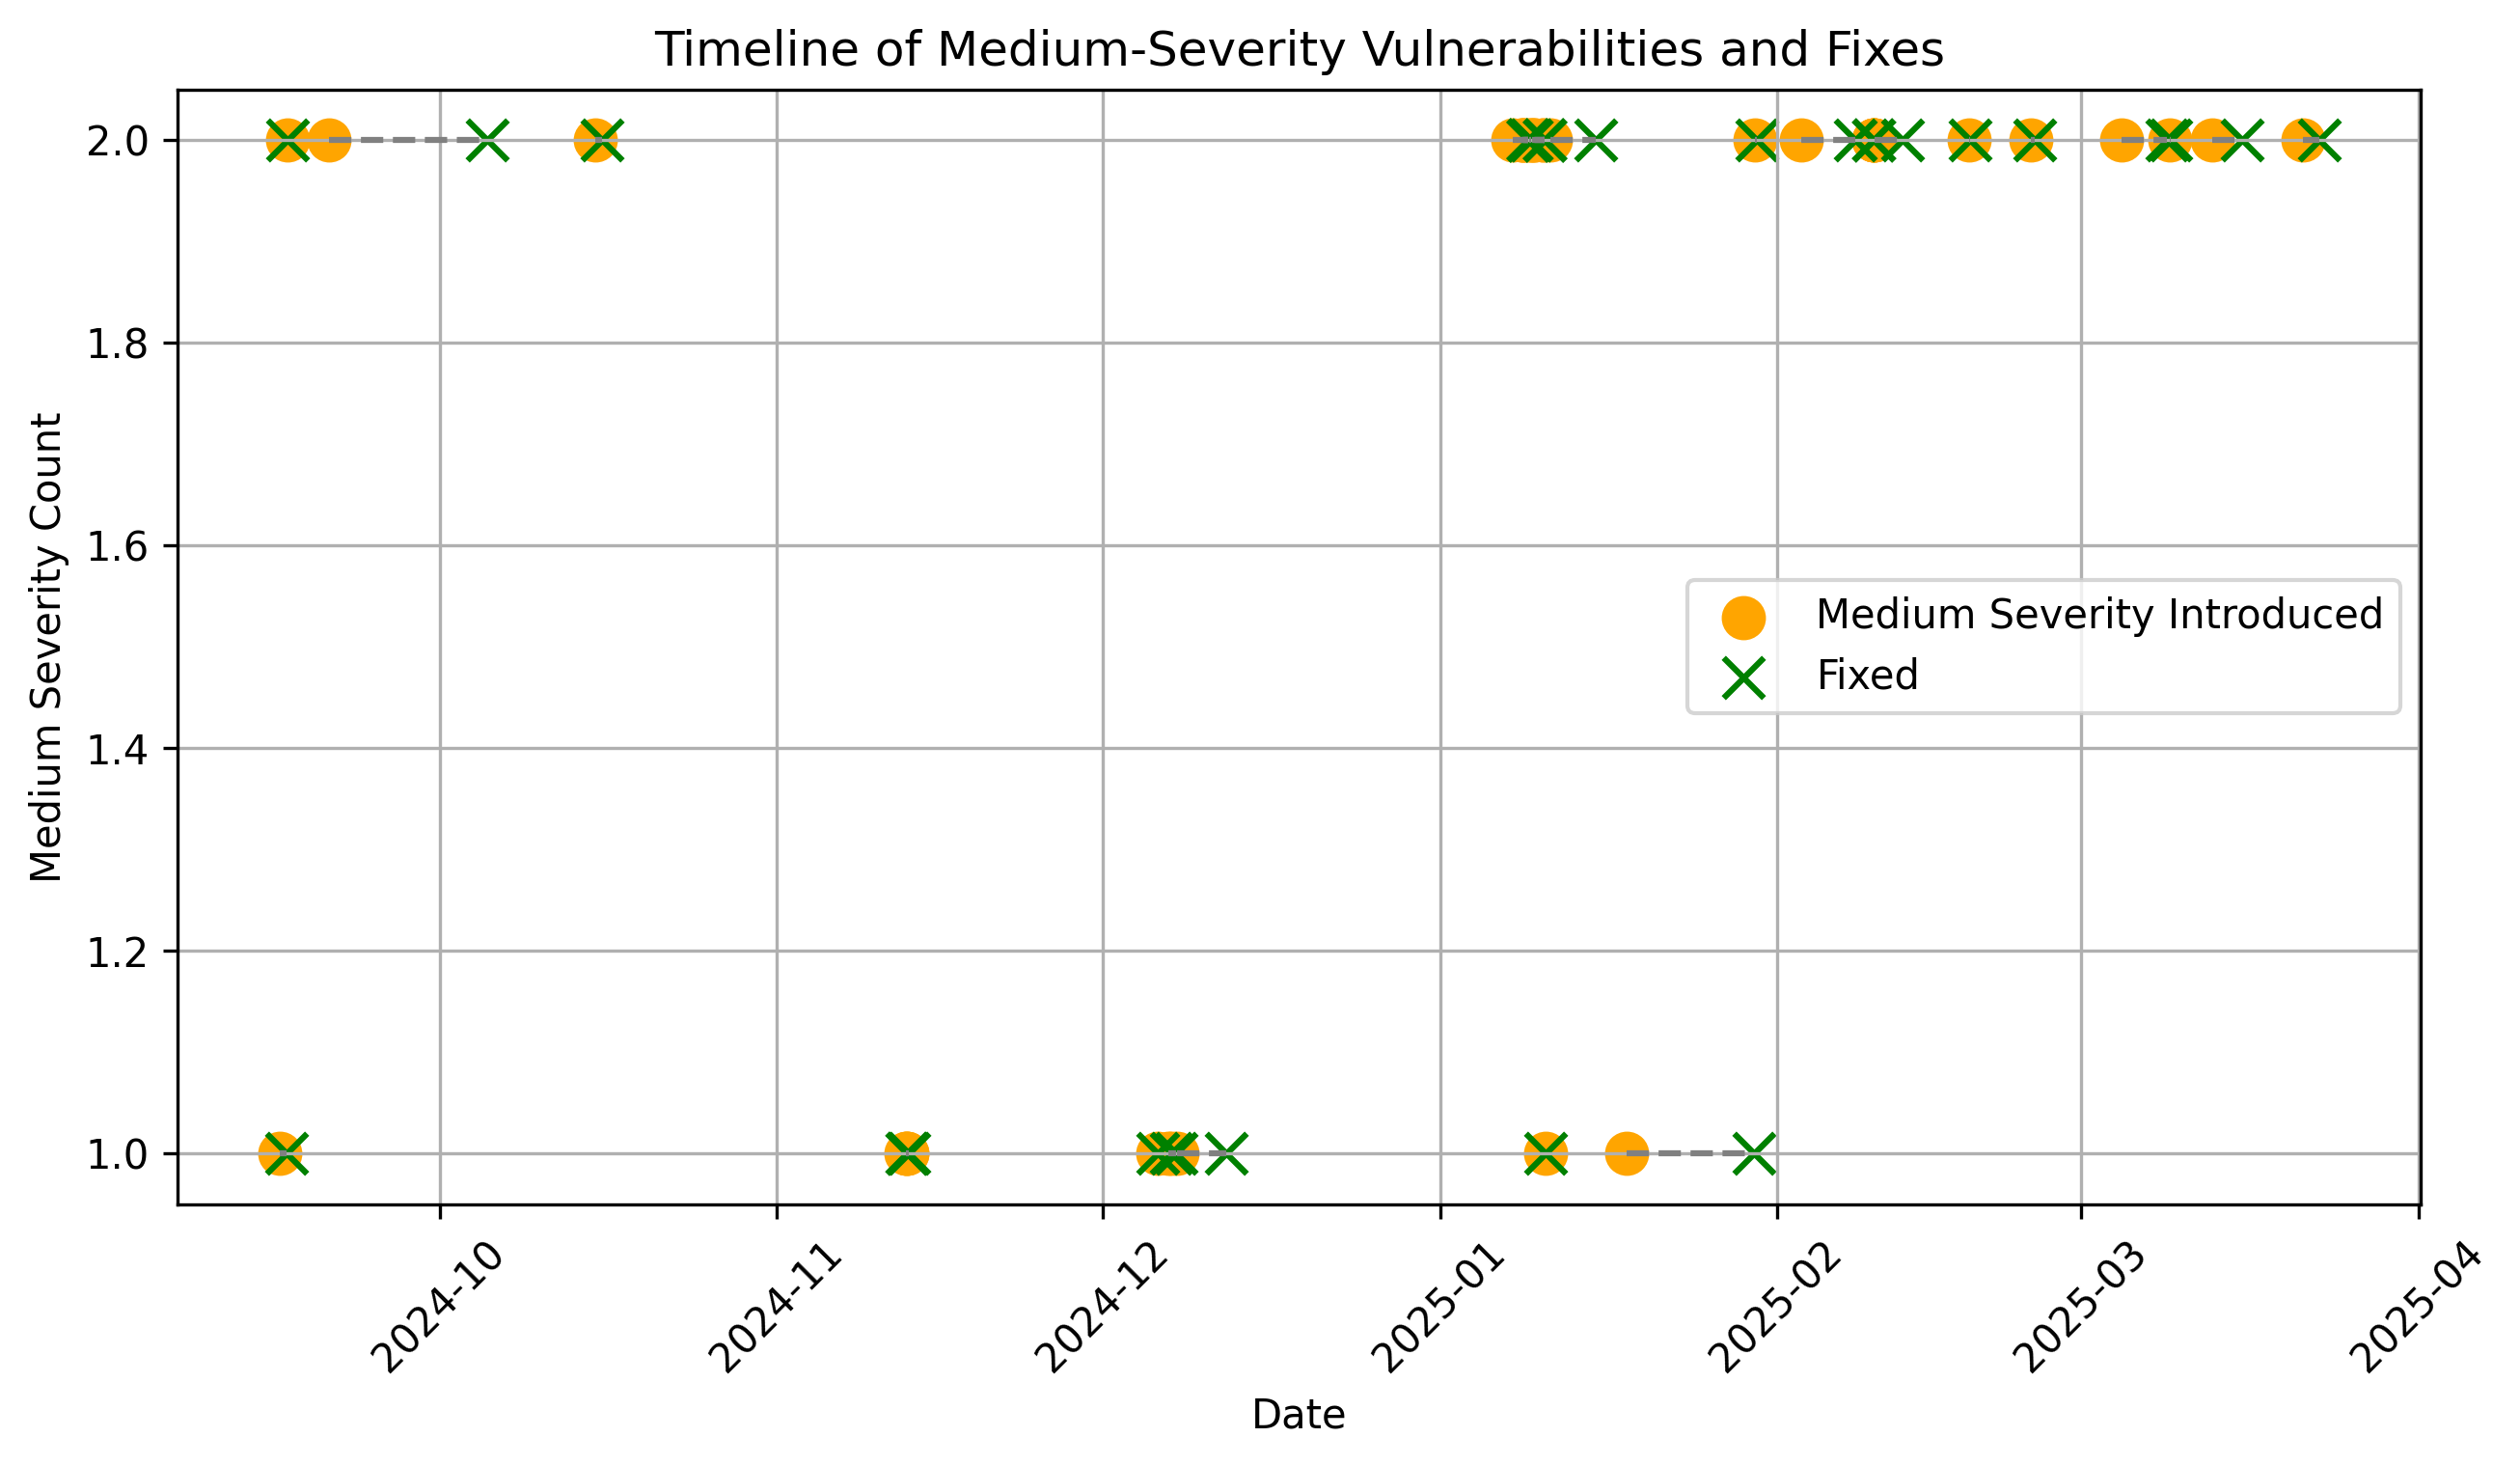 Timeline of Medium-Severity Vulnerabilities and Fixes
Medium Severity Count
2.0
1.8
1.6
1.4
1.2
1.0
Medium Severity Introduced
Fixed
2024-10
2024-11
2024-12
2025-01
2025-02
2025-03
2025-04
Date